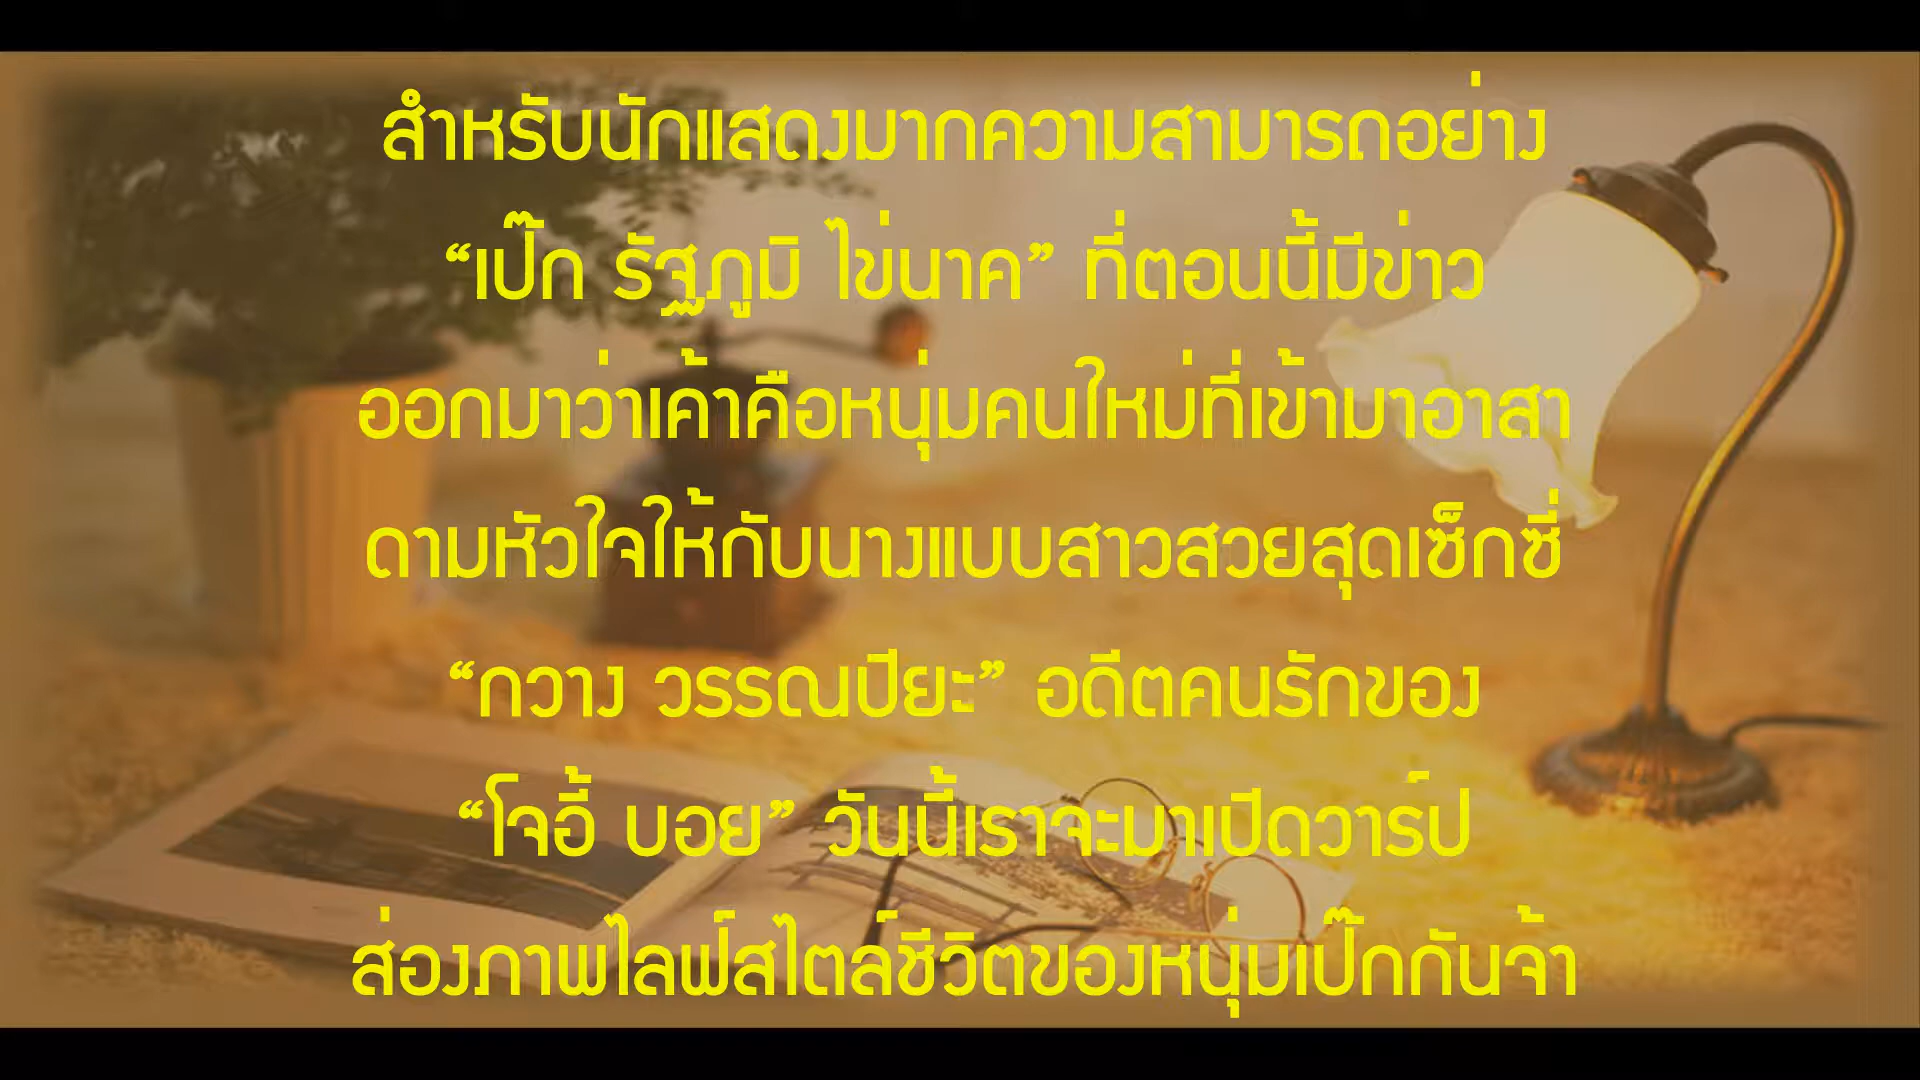 สำหรับนักแสดงมากความสามารถอย่าง
“เป๊ก รัฐภูมิ ไข่นาค” ที่ตอนนี้มีข่าว
ออกมาว่าเค้าคือหนุ่มคนใหม่ที่เข้ามาอาสา
ดามหัวใจให้กับนางแบบสาวสวยสุดเซ็กซี่
“กวาง วรรณปิยะ” อดีตคนรักของ
“โจอี้ บอย” วันนี้เราจะมาเปิดวาร์ป
ส่องภาพไลฟ์สไตล์ชีวิตของหนุ่มเป๊กกันจ้า